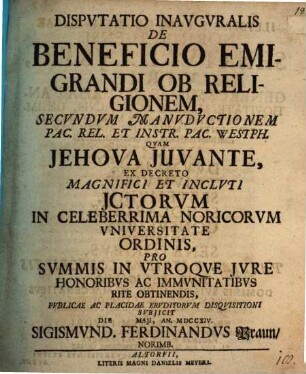 DISPVTATIO INAVGVRALIS
DE
BENEFICIO EMI-
GRANDI OB RELI-
GIONEM,
SECVNDVM MANVDVCTIONEM
PAC. REL. ET INSTR. PAC. WESTPH.
QVAM
JEHOVA JUVANTE,
EX DECRETO
MAGNIFICI ET INCLVTI
JCTORVM
IN CELEBERRIMA NORICORVM
VNIVERSITATE
ORDINIS,
PRO
SVMMIS IN VTROQVE JVRE
HONORIBVS AC IMMVNITATIBVS
RITE OBTINENDIS,
PVBLICAE AC PLACIDAE ERVDITORVM DISQVISITIONI
SVBJICIT
DIE MAJI, AN. MDCCXIV.
SIGISMVND. FERDINANDVS Praun/
NORIMB.
ALTORFII,
LITERIS MAGNI DANIELIS MEYERI.